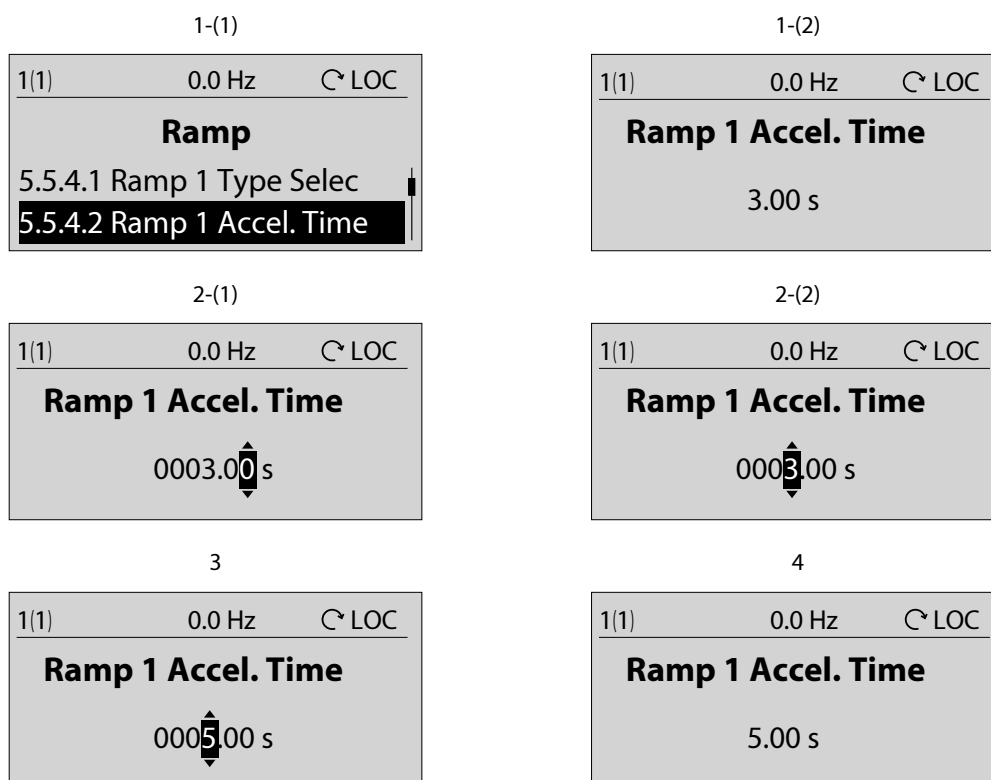 1-(1)
1(1) 0.0 Hz LOC
Ramp
5.5.4.1 Ramp 1 Type Selec
5.5.4.2 Ramp 1 Accel. Time
1-(2)
1(1) 0.0 Hz LOC
Ramp 1 Accel. Time
3.00 s
2-(1)
1(1) 0.0 Hz LOC
Ramp 1 Accel. Time
0003.00 s
2-(2)
1(1) 0.0 Hz LOC
Ramp 1 Accel. Time
0003.00 s
3
1(1) 0.0 Hz LOC
Ramp 1 Accel. Time
0005.00 s
4
1(1) 0.0 Hz LOC
Ramp 1 Accel. Time
5.00 s